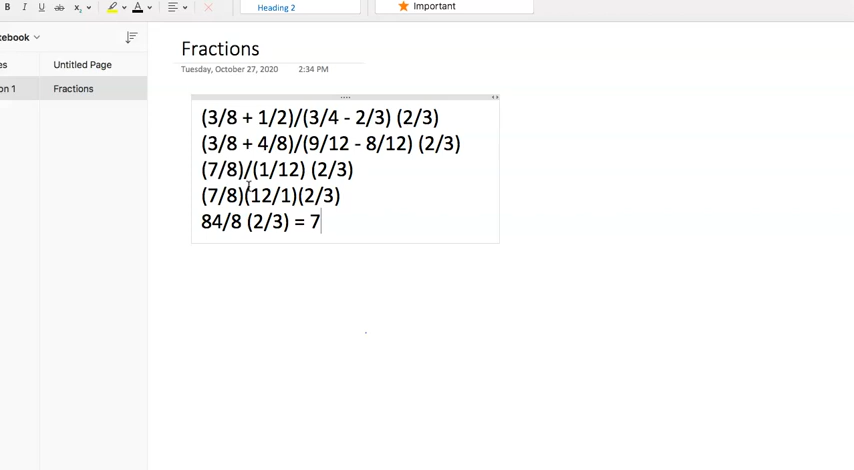 B I U ab x A
Heading 2
Important
tebook
es
Untitled Page
on 1
Fractions
Fractions
Tuesday, October 27, 2020 2:34 PM
(3/8 + 1/2)/(3/4 - 2/3) (2/3)
(3/8 + 4/8)/(9/12 - 8/12) (2/3)
(7/8)/(1/12) (2/3)
(7/8)(12/1)(2/3)
84/8 (2/3) = 7